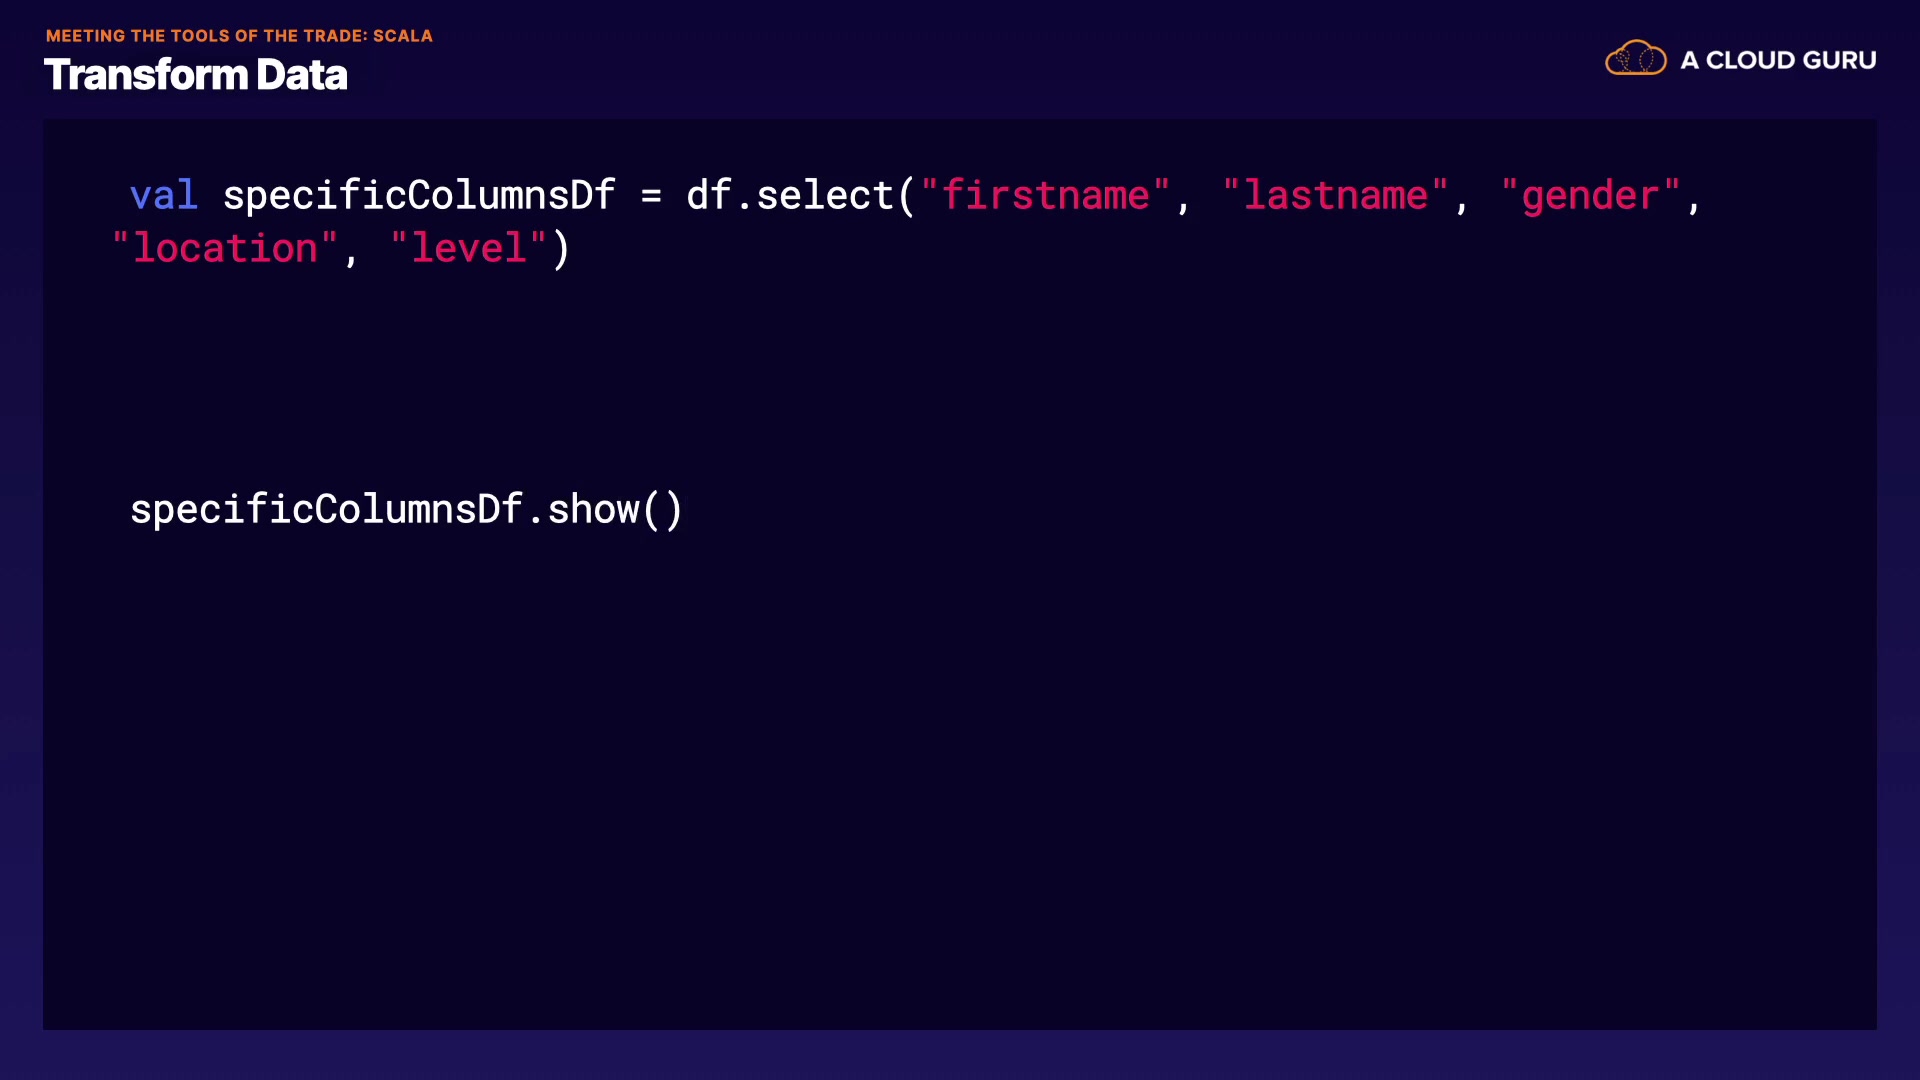 MEETING THE TOOLS OF THE TRADE: SCALA
Transform Data
A CLOUD GURU
val specificColumnsDf = df.select("firstname", "lastname", "gender",
"location", "level")
specificColumnsDf.show()